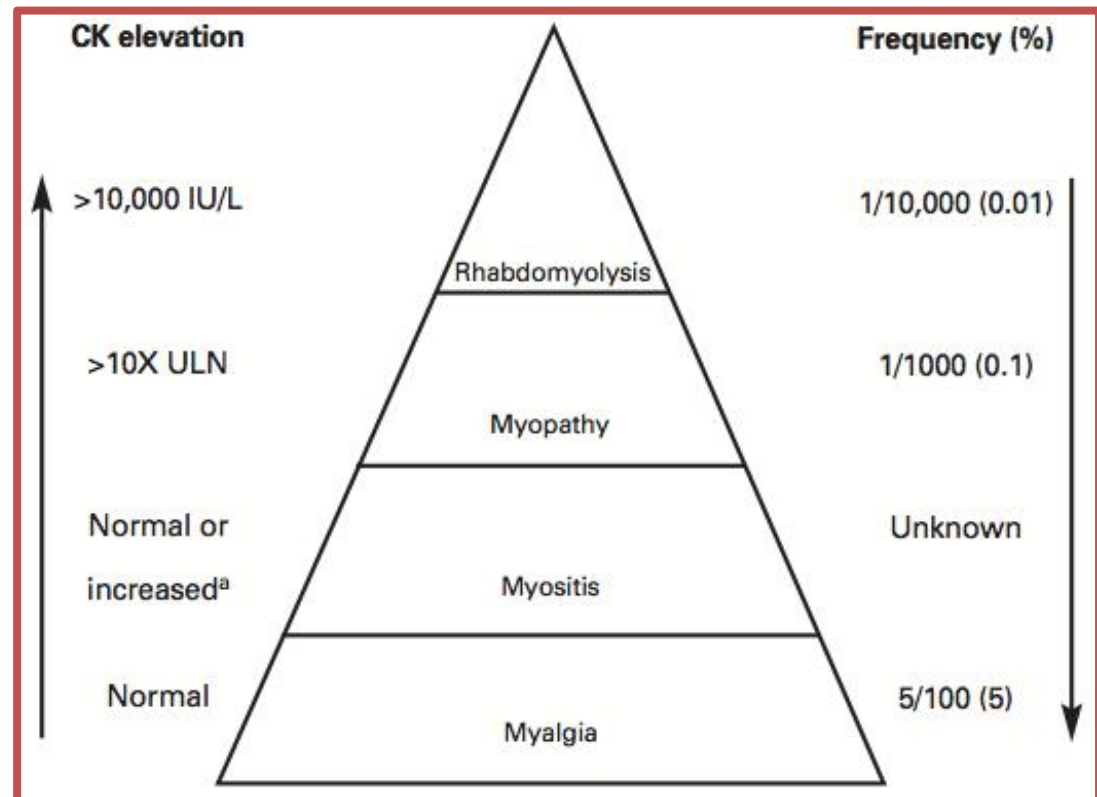 CK elevation
Frequency (%)
>10,000 IU/L
1/10,000 (0.01)
Rhabdomyolysis
>10X ULN
1/1000 (0.1)
Myopathy
Normal or
increasedᵃ
Unknown
Myositis
Normal
5/100 (5)
Myalgia